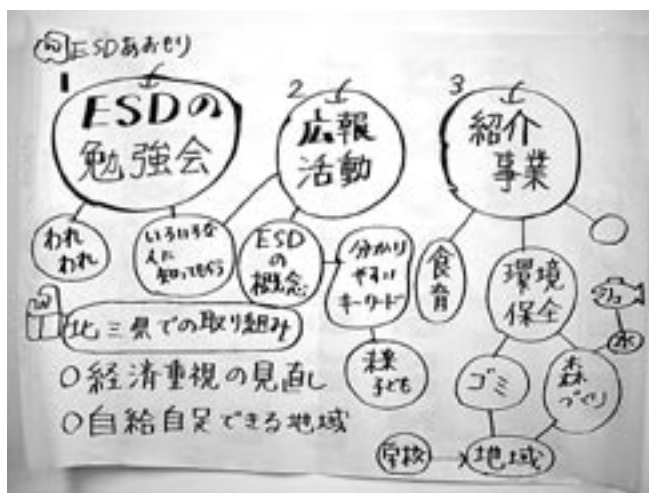 ESDあおもり
1
ESDの
勉強会
われ
われ
いろいろな
人に
知ってもらう
2
広報
活動
ESD
の
概念
分かり
やすい
キーワード
未来
子ども
3
紹介
事業
食
育
環境
保全
ゴミ
森
づくり
水
学校
地域
北三県での取り組み
○経済重視の見直し
○自給自足できる地域